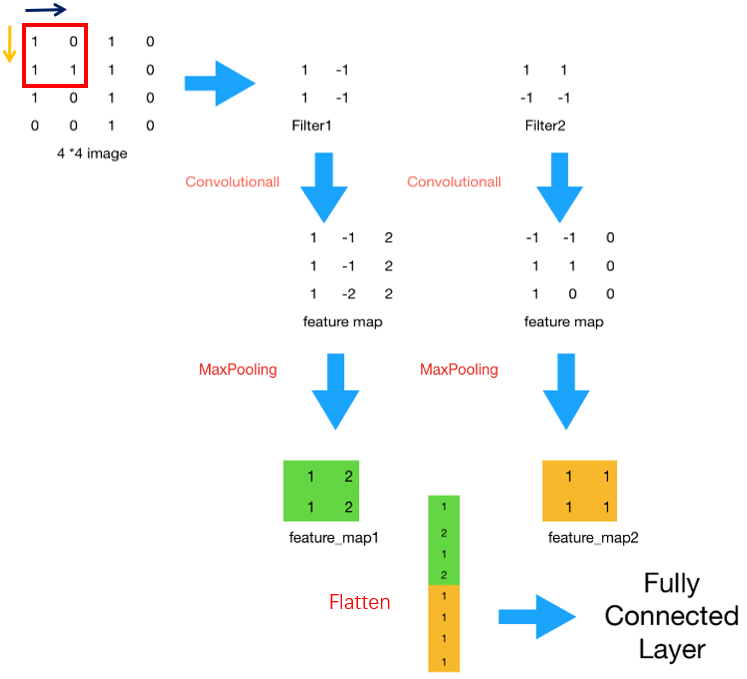 1 0 1 0
1 1 1 0
1 0 1 0
0 0 1 0
4 *4 image
1 -1
1 -1
Filter1
1 1
-1 -1
Filter2
Convolutionall
Convolutionall
1 -1 2
1 -1 2
1 -2 2
feature map
-1 -1 0
1 1 0
1 0 0
feature map
MaxPooling
MaxPooling
1 2
1 2
feature_map1
1 1
1 1
feature_map2
Flatten
1
2
1
2
1
1
1
1
Fully
Connected
Layer